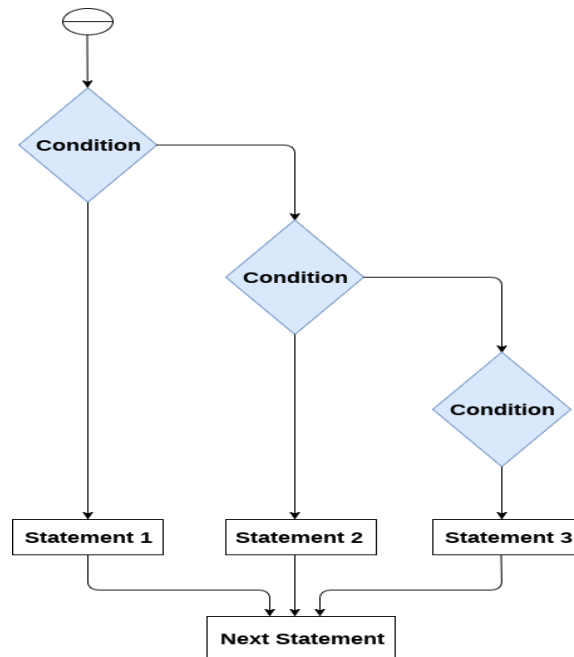 Condition
Condition
Condition
Statement 1
Statement 2
Statement 3
Next Statement